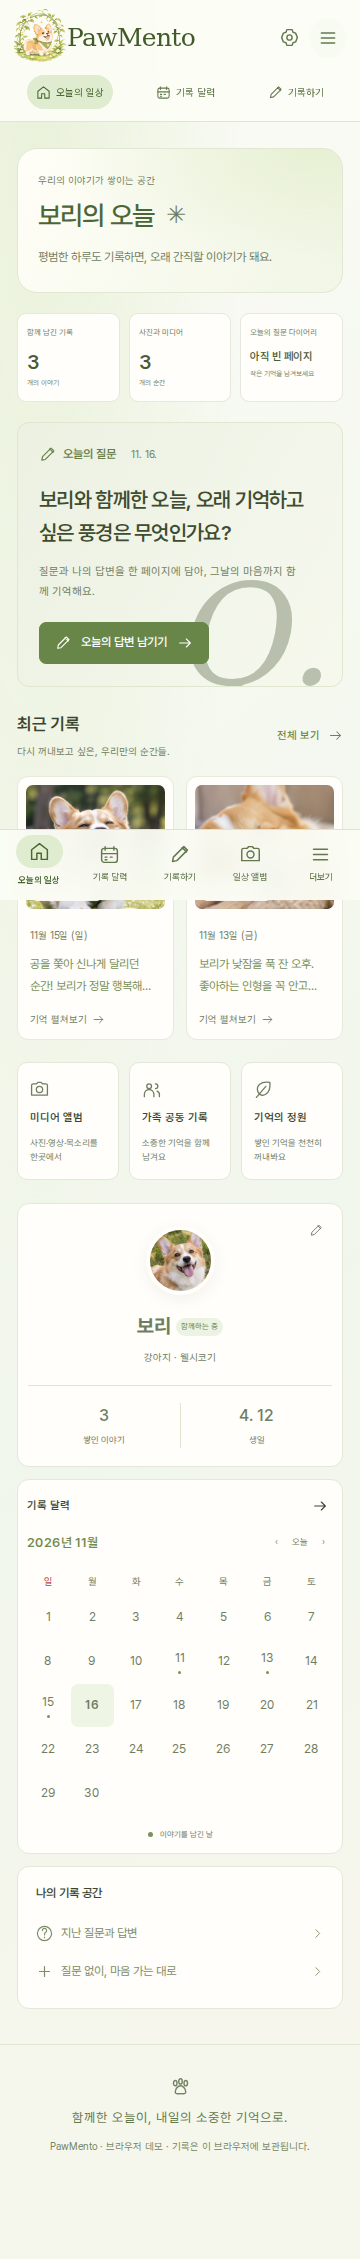 PawMento
오늘의 일상
기록 달력
기록하기
우리의 이야기가 쌓이는 공간
보리의 오늘
평범한 하루도 기록하면, 오래 간직할 이야기가 돼요.
함께 남긴 기록
3
개의 이야기
사진과 미디어
3
개의 순간
오늘의 질문 다이어리
아직 빈 페이지
작은 기억을 남겨보세요
오늘의 질문 11. 16.
보리와 함께한 오늘, 오래 기억하고
싶은 풍경은 무엇인가요?
질문과 나의 답변을 한 페이지에 담아, 그날의 마음까지 함
께 기억해요.
오늘의 답변 남기기
o.
최근 기록
다시 꺼내보고 싶은, 우리만의 순간들.
전체 보기
오늘의 일상
기록 달력
기록하기
일상 앨범
더보기
11월 15일 (일)
공을 쫓아 신나게 달리던
순간! 보리가 정말 행복해...
기억 펼쳐보기
11월 13일 (금)
보리가 낮잠을 푹 잔 오후.
좋아하는 인형을 꼭 안고...
기억 펼쳐보기
미디어 앨범
사진·영상·목소리를
한곳에서
가족 공동 기록
소중한 기억을 함께
남겨요
기억의 정원
쌓인 기억을 천천히
꺼내봐요
보리 함께하는 중
강아지 · 웰시코기
3
쌓인 이야기
4. 12
생일
기록 달력
2026년 11월
‹ 오늘 ›
일 월 화 수 목 금 토
1 2 3 4 5 6 7
8 9 10 11 12 13 14
15 16 17 18 19 20 21
22 23 24 25 26 27 28
29 30
이야기를 남긴 날
나의 기록 공간
지난 질문과 답변
질문 없이, 마음 가는 대로
함께한 오늘이, 내일의 소중한 기억으로.
PawMento · 브라우저 데모 · 기록은 이 브라우저에 보관됩니다.